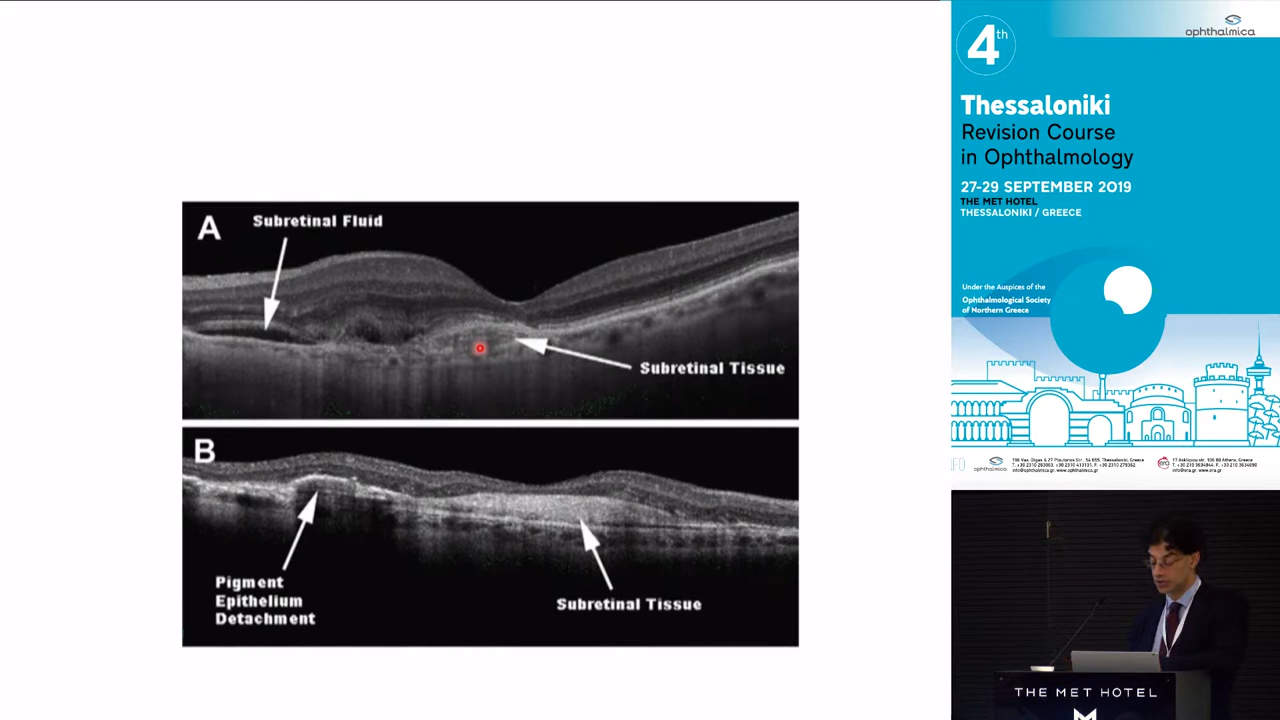 A
Subretinal Fluid
Subretinal Tissue
B
Pigment
Epithelium
Detachment
Subretinal Tissue
ophthalmica
4th
Thessaloniki
Revision Course
in Ophthalmology
27-29 SEPTEMBER 2019
THE MET HOTEL
THESSALONIKI / GREECE
Under the Auspices of the
Ophthalmological Society
of Northern Greece
ophthalmica
THE MET HOTEL
M